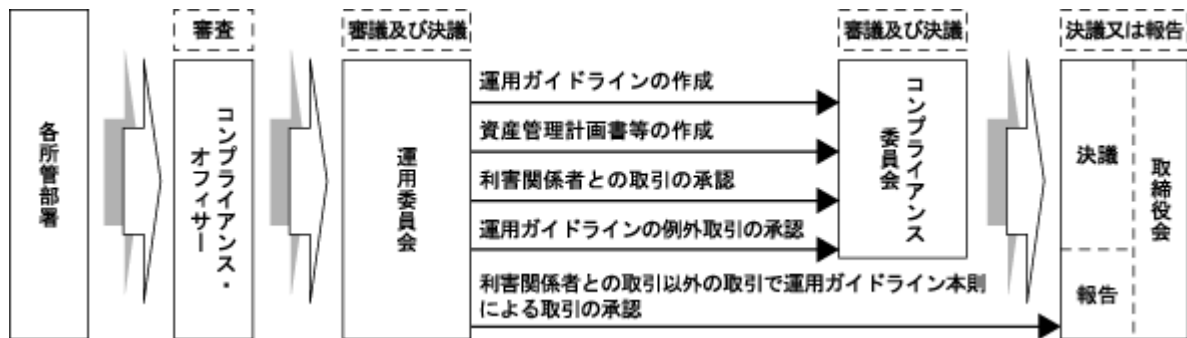 審査
審議及び決議
審議及び決議
決議又は報告
各所管部署
コンプライアンス・
オフィサー
運用委員会
運用ガイドラインの作成
資産管理計画書等の作成
利害関係者との取引の承認
運用ガイドラインの例外取引の承認
利害関係者との取引以外の取引で運用ガイドライン本則
による取引の承認
コンプライアンス
委員会
決議
報告
取締役会